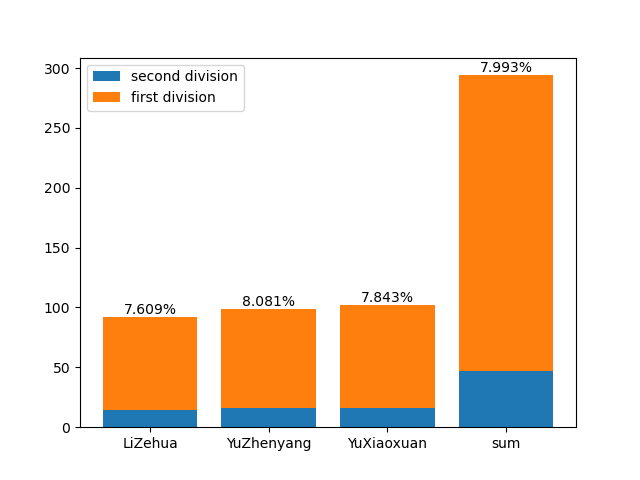 second division
first division
7.609%
8.081%
7.843%
7.993%
300
250
200
150
100
50
0
LiZehua
YuZhenyang
YuXiaoxuan
sum